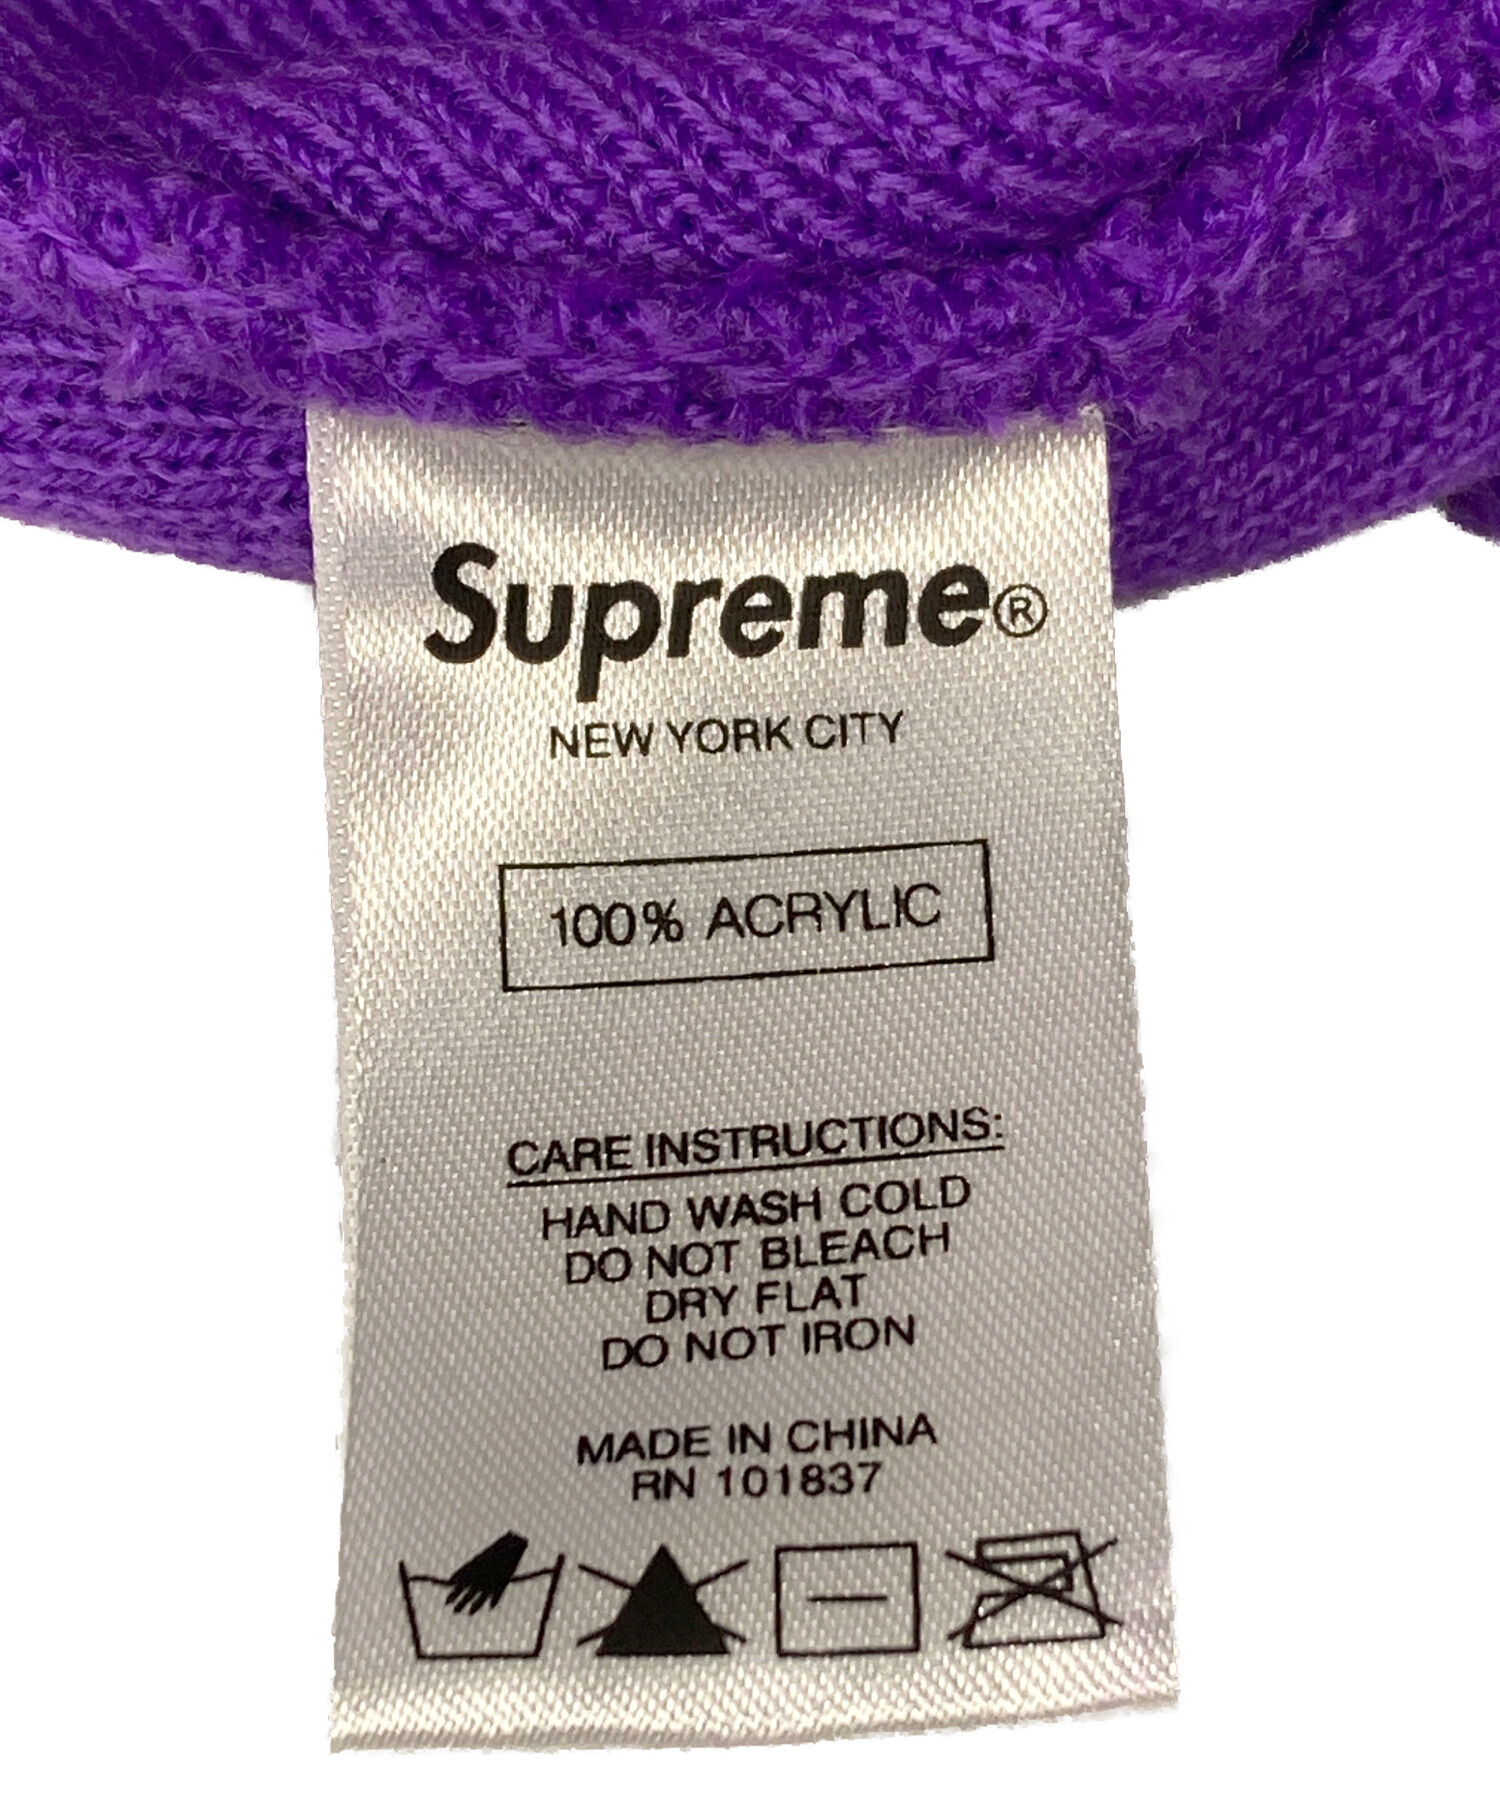 Supreme®
NEW YORK CITY
100% ACRYLIC
CARE INSTRUCTIONS:
HAND WASH COLD
DO NOT BLEACH
DRY FLAT
DO NOT IRON
MADE IN CHINA
RN 101837